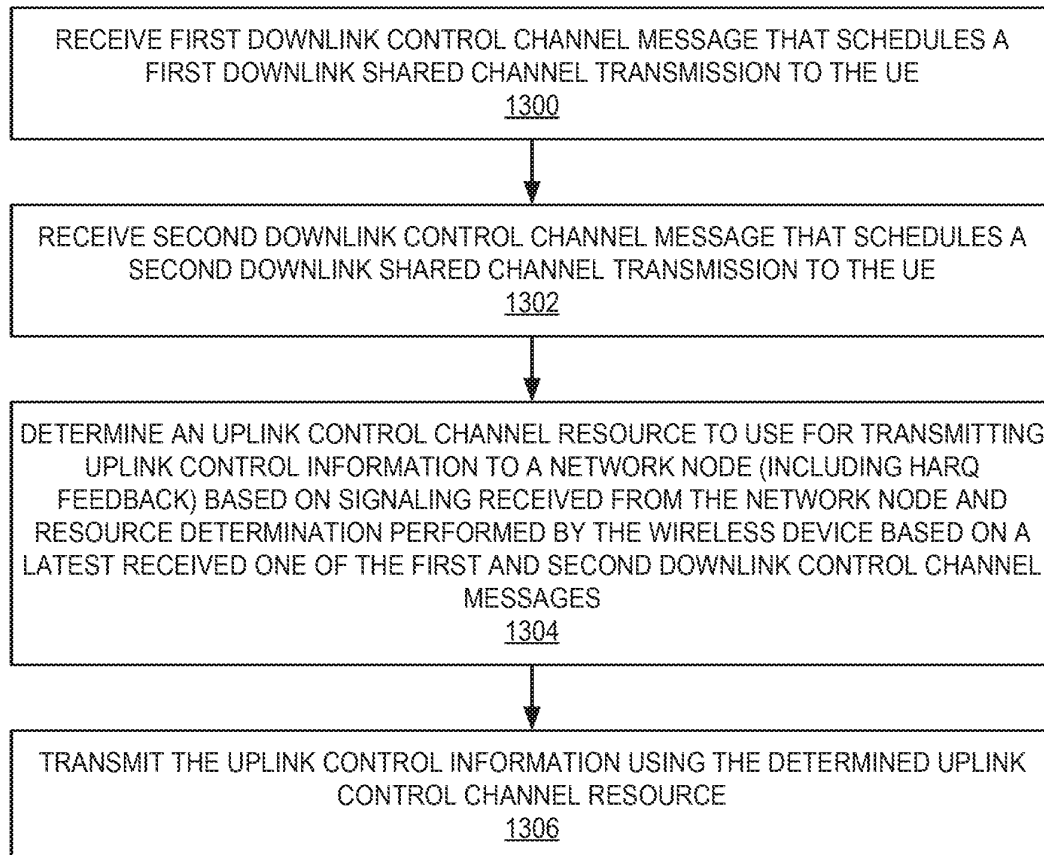 RECEIVE FIRST DOWNLINK CONTROL CHANNEL MESSAGE THAT SCHEDULES A
FIRST DOWNLINK SHARED CHANNEL TRANSMISSION TO THE UE
1300
RECEIVE SECOND DOWNLINK CONTROL CHANNEL MESSAGE THAT SCHEDULES A
SECOND DOWNLINK SHARED CHANNEL TRANSMISSION TO THE UE
1302
DETERMINE AN UPLINK CONTROL CHANNEL RESOURCE TO USE FOR TRANSMITTING
UPLINK CONTROL INFORMATION TO A NETWORK NODE (INCLUDING HARQ
FEEDBACK) BASED ON SIGNALING RECEIVED FROM THE NETWORK NODE AND
RESOURCE DETERMINATION PERFORMED BY THE WIRELESS DEVICE BASED ON A
LATEST RECEIVED ONE OF THE FIRST AND SECOND DOWNLINK CONTROL CHANNEL
MESSAGES
1304
TRANSMIT THE UPLINK CONTROL INFORMATION USING THE DETERMINED UPLINK
CONTROL CHANNEL RESOURCE
1306